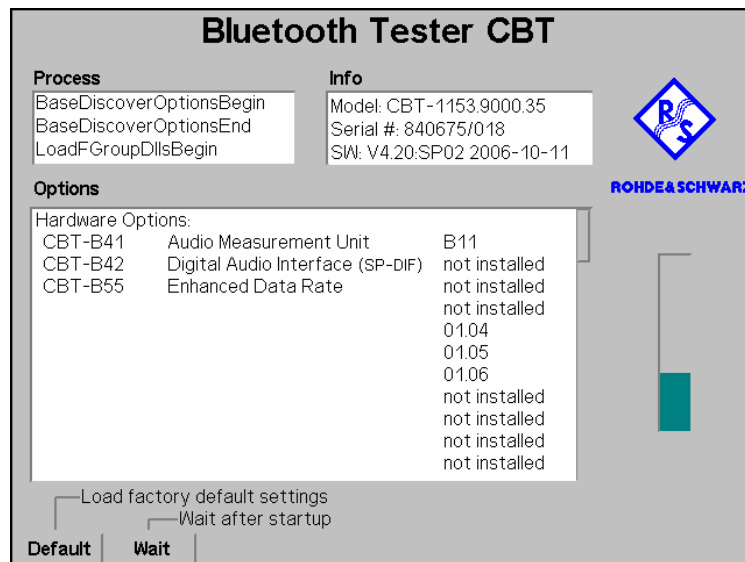 Bluetooth Tester CBT
Process
BaseDiscoverOptionsBegin
BaseDiscoverOptionsEnd
LoadFGroupDllsBegin
Info
Model: CBT-1153.9000.35
Serial #: 840675/018
SW: V4.20:SP02 2006-10-11
R S
ROHDE&SCHWARZ
Options
Hardware Options:
CBT-B41 Audio Measurement Unit B11
CBT-B42 Digital Audio Interface (SP-DIF) not installed
CBT-B55 Enhanced Data Rate not installed
not installed
01.04
01.05
01.06
not installed
not installed
not installed
not installed
Load factory default settings
Wait after startup
Default Wait